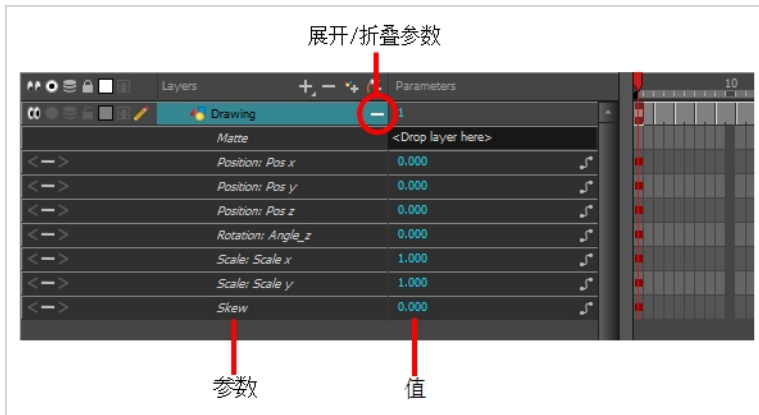 展开/折叠参数
Layers Parameters 10
Drawing 1
Matte <Drop layer here>
Position: Pos x 0.000
Position: Pos y 0.000
Position: Pos z 0.000
Rotation: Angle_z 0.000
Scale: Scale x 1.000
Scale: Scale y 1.000
Skew 0.000
参数 值